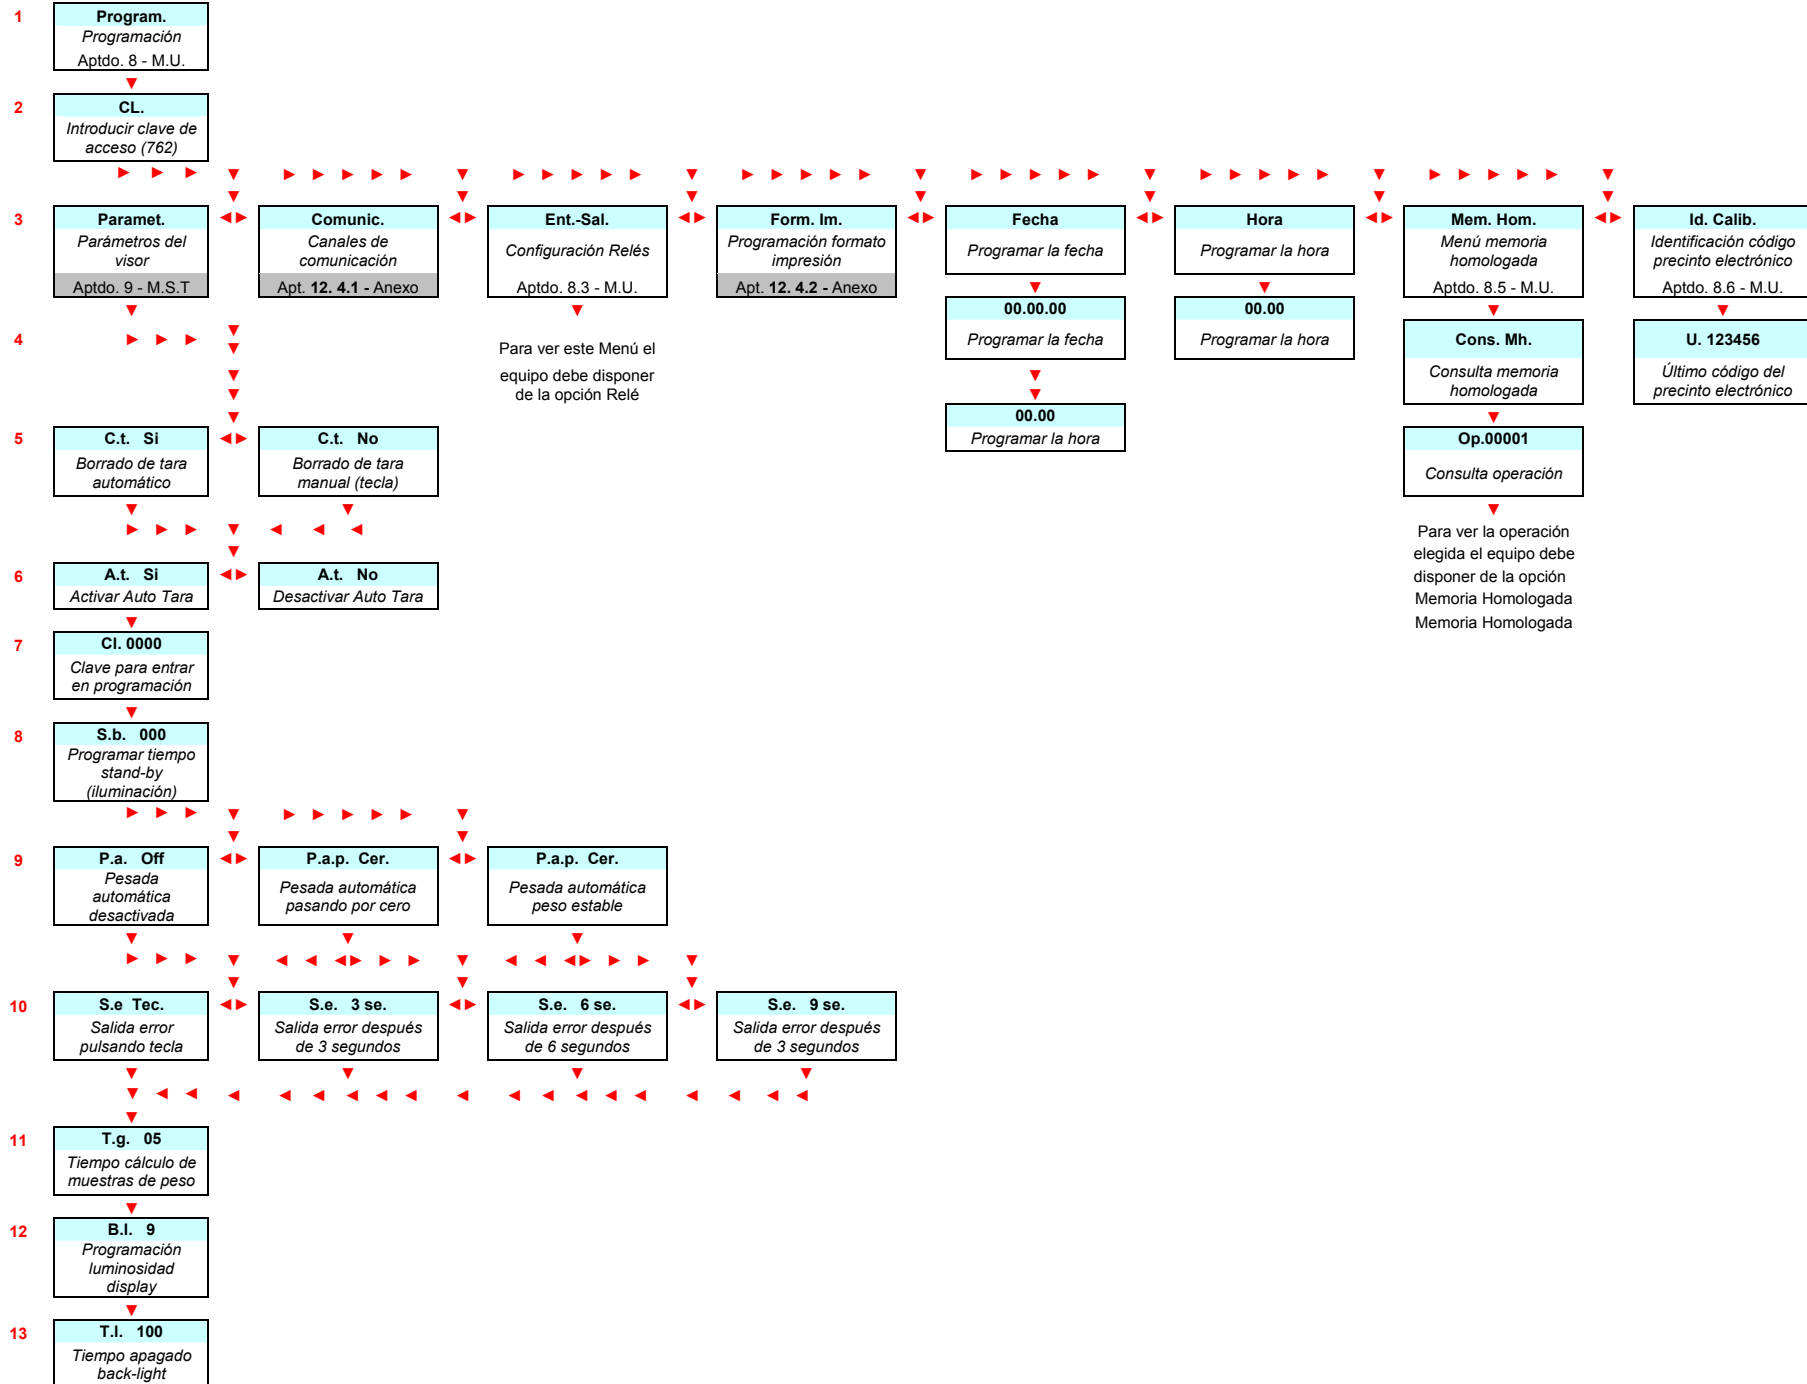 1
Program.
Programación
Aptdo. 8 - M.U.
2
CL.
Introducir clave de
acceso (762)
3
Paramet.
Parámetros del
visor
Aptdo. 9 - M.S.T
Comunic.
Canales de
comunicación
Apt. 12. 4.1 - Anexo
Ent.-Sal.
Configuración Relés
Aptdo. 8.3 - M.U.
Form. Im.
Programación formato
impresión
Apt. 12. 4.2 - Anexo
Fecha
Programar la fecha
Hora
Programar la hora
Mem. Hom.
Menú memoria
homologada
Aptdo. 8.5 - M.U.
Id. Calib.
Identificación código
precinto electrónico
Aptdo. 8.6 - M.U.
4
Para ver este Menú el
equipo debe disponer
de la opción Relé
00.00.00
Programar la fecha
00.00
Programar la hora
00.00
Programar la hora
Cons. Mh.
Consulta memoria
homologada
U. 123456
Último código del
precinto electrónico
5
C.t. Si
Borrado de tara
automático
C.t. No
Borrado de tara
manual (tecla)
Op.00001
Consulta operación
Para ver la operación
elegida el equipo debe
disponer de la opción
Memoria Homologada
Memoria Homologada
6
A.t. Si
Activar Auto Tara
A.t. No
Desactivar Auto Tara
7
Cl. 0000
Clave para entrar
en programación
8
S.b. 000
Programar tiempo
stand-by
(iluminación)
9
P.a. Off
Pesada
automática
desactivada
P.a.p. Cer.
Pesada automática
pasando por cero
P.a.p. Cer.
Pesada automática
peso estable
10
S.e Tec.
Salida error
pulsando tecla
S.e. 3 se.
Salida error después
de 3 segundos
S.e. 6 se.
Salida error después
de 6 segundos
S.e. 9 se.
Salida error después
de 3 segundos
11
T.g. 05
Tiempo cálculo de
muestras de peso
12
B.l. 9
Programación
luminosidad
display
13
T.l. 100
Tiempo apagado
back-light